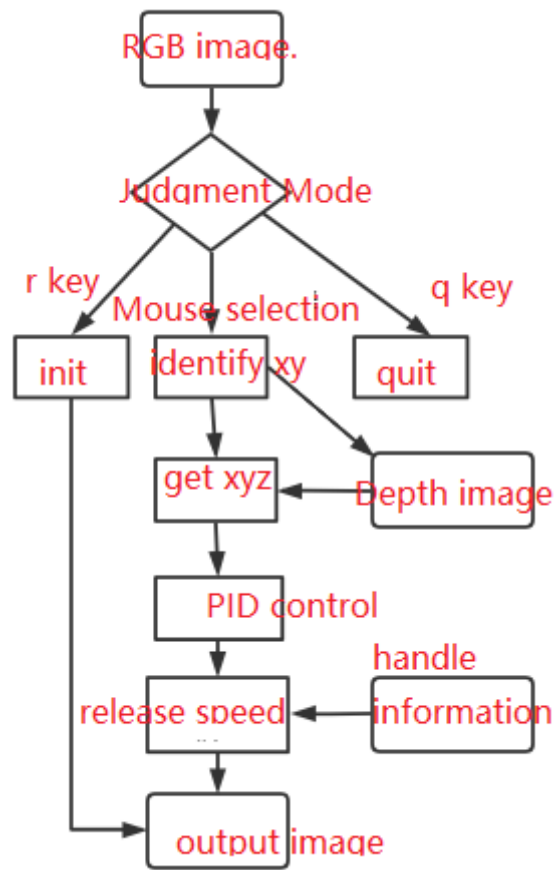 RGB image.
Judgment Mode
r key
Mouse selection
q key
init
identify xy
quit
get xyz
Depth image
PID control
handle
information
release speed
output image